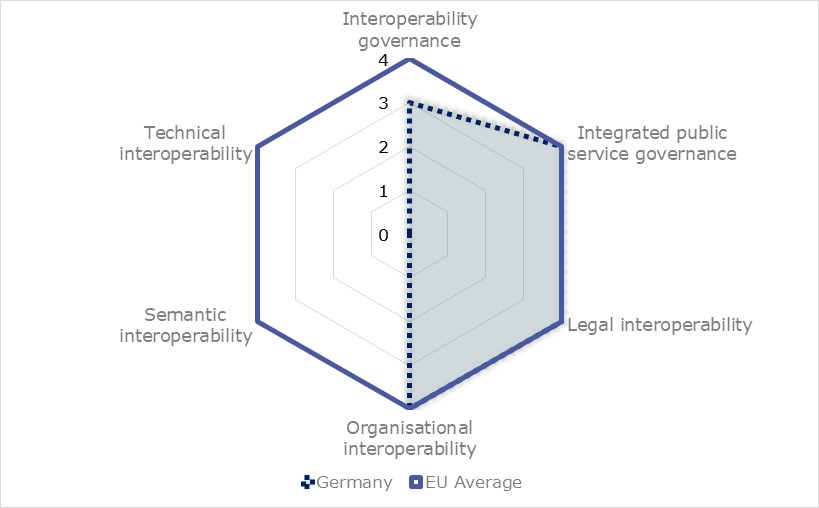 Interoperability
governance
4
3
Technical
interoperability
2
Integrated public
service governance
1
0
Semantic
interoperability
Legal interoperability
Organisational
interoperability
Germany EU Average